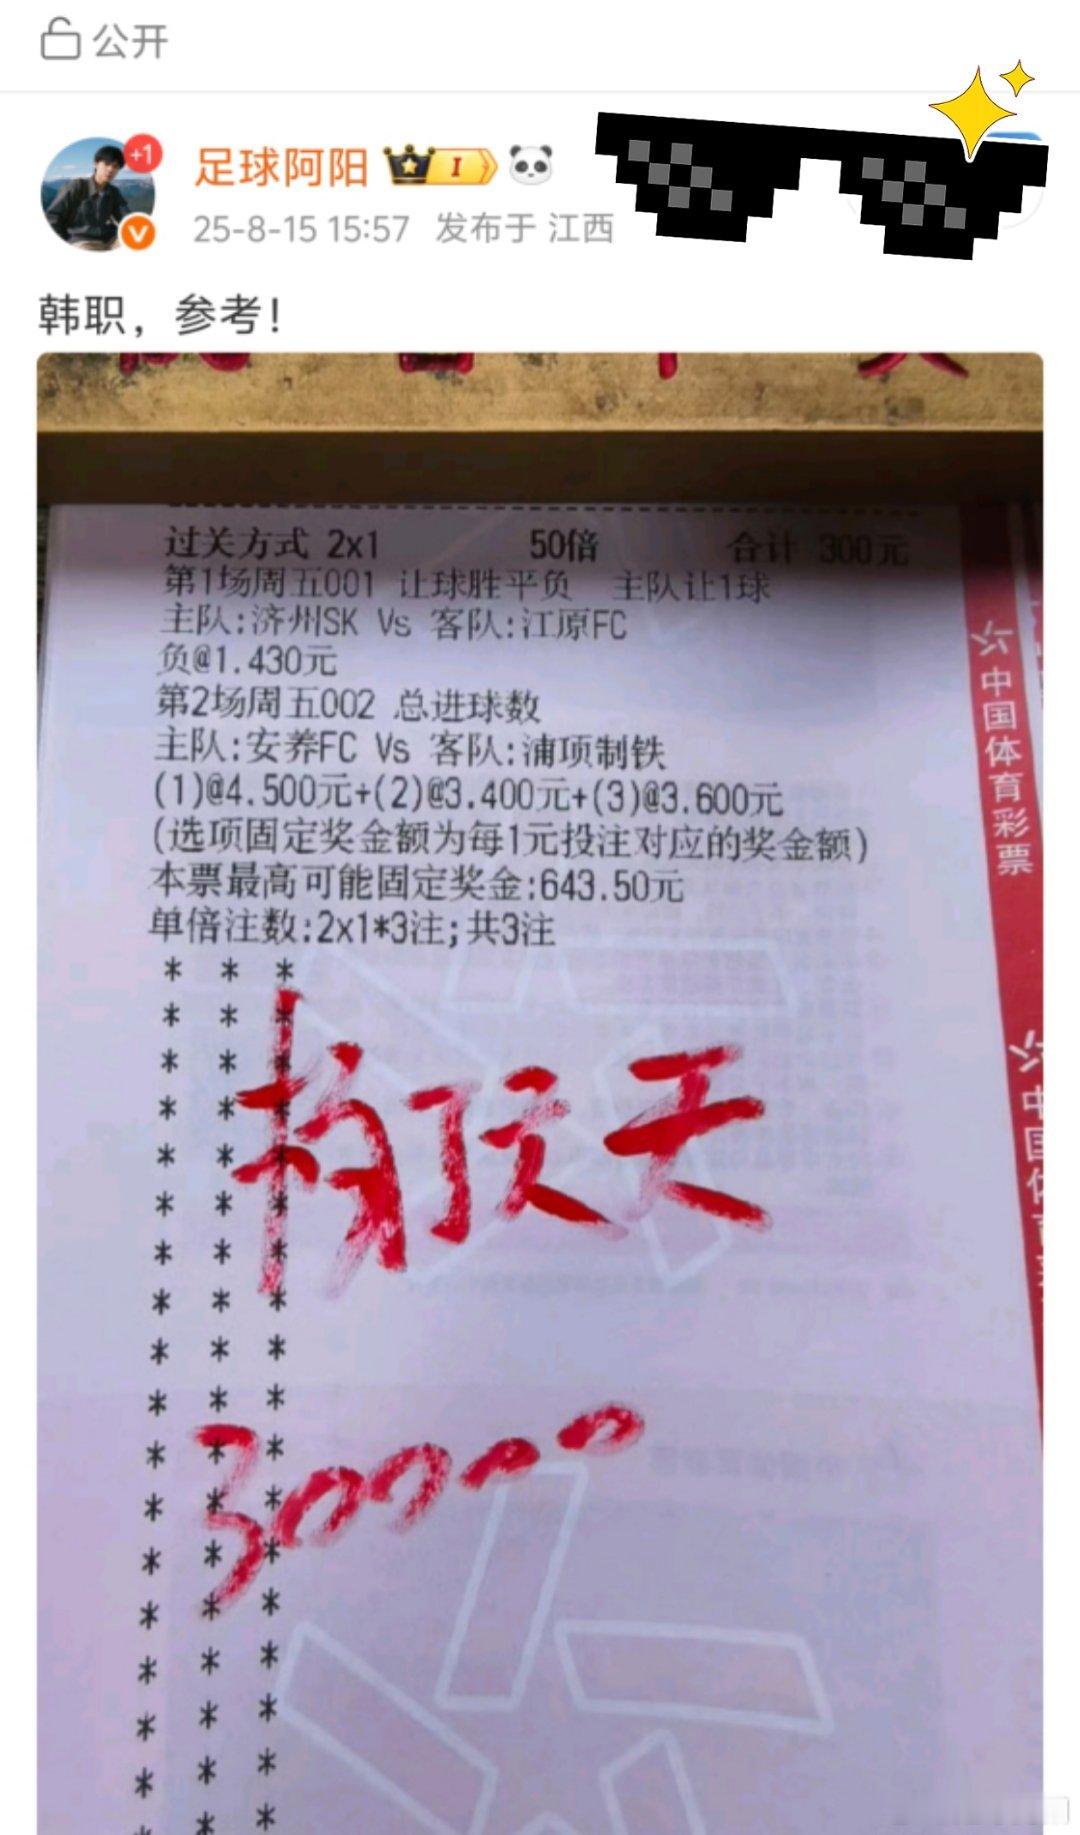 公开
足球阿阳
+1
I
V
25-8-15 15:57 发布于 江西
韩职，参考！
过关方式 2x1 50倍 合计 300元
第1场周五001 让球胜平负 主队让1球
主队:济州SK Vs 客队:江原FC
负@1.430元
第2场周五002 总进球数
主队:安养FC Vs 客队:浦项制铁
(1)@4.500元+(2)@3.400元+(3)@3.600元
(选项固定奖金额为每1元投注对应的奖金额)
本票最高可能固定奖金:643.50元
单倍注数:2x1*3注;共3注
30000
中国体育彩票
中国体育